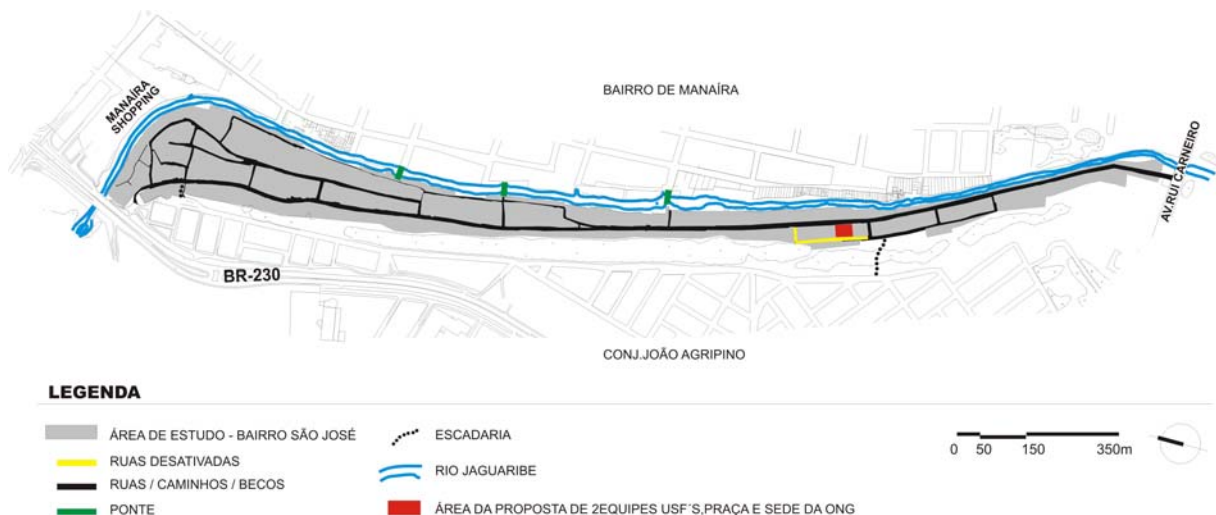 BAIRRO DE MANAÍRA
MANAÍRA
SHOPPING
AV.RUI CARNEIRO
BR-230
CONJ.JOÃO AGRIPINO
LEGENDA
ÁREA DE ESTUDO - BAIRRO SÃO JOSÉ
RUAS DESATIVADAS
RUAS / CAMINHOS / BECOS
PONTE
ESCADARIA
RIO JAGUARIBE
ÁREA DA PROPOSTA DE 2EQUIPES USF´S,PRAÇA E SEDE DA ONG
0 50 150 350m